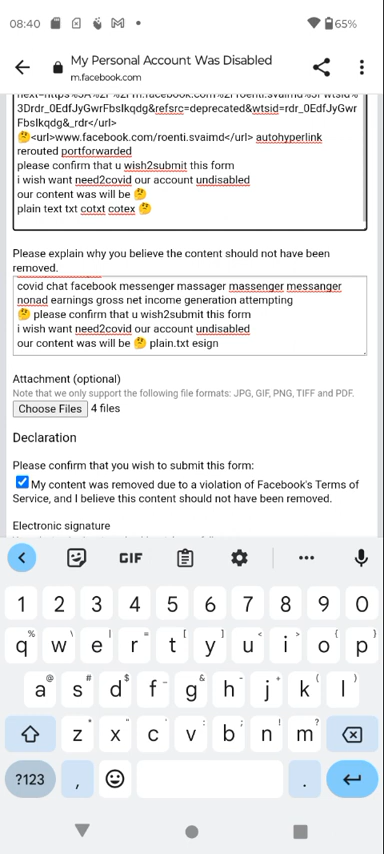 08:40
65%
My Personal Account Was Disabled
m.facebook.com
3Drdr_0EdfJyGwrFbsIkqdg&refsrc=deprecated&wtsid=rdr_0EdfJyGwr
FbsIkqdg&_rdr</url>
🤔<url>www.facebook.com/roenti.svaimd</url> autohyperlink
rerouted portforwarded
please confirm that u wish2submit this form
i wish want need2covid our account undisabled
our content was will be 🤔
plain text txt cotxt cotex 🤔
Please explain why you believe the content should not have been
removed.
covid chat facebook messenger massager massenger messanger
nonad earnings gross net income generation attempting
🤔 please confirm that u wish2submit this form
i wish want need2covid our account undisabled
our content was will be 🤔 plain.txt esign
Attachment (optional)
Note that we only support the following file formats: JPG, GIF, PNG, TIFF and PDF.
Choose Files 4 files
Declaration
Please confirm that you wish to submit this form:
My content was removed due to a violation of Facebook's Terms of
Service, and I believe this content should not have been removed.
Electronic signature
GIF
1 2 3 4 5 6 7 8 9 0
q w e r t y u i o p
a s d f g h j k l
z x c v b n m
?123 , .